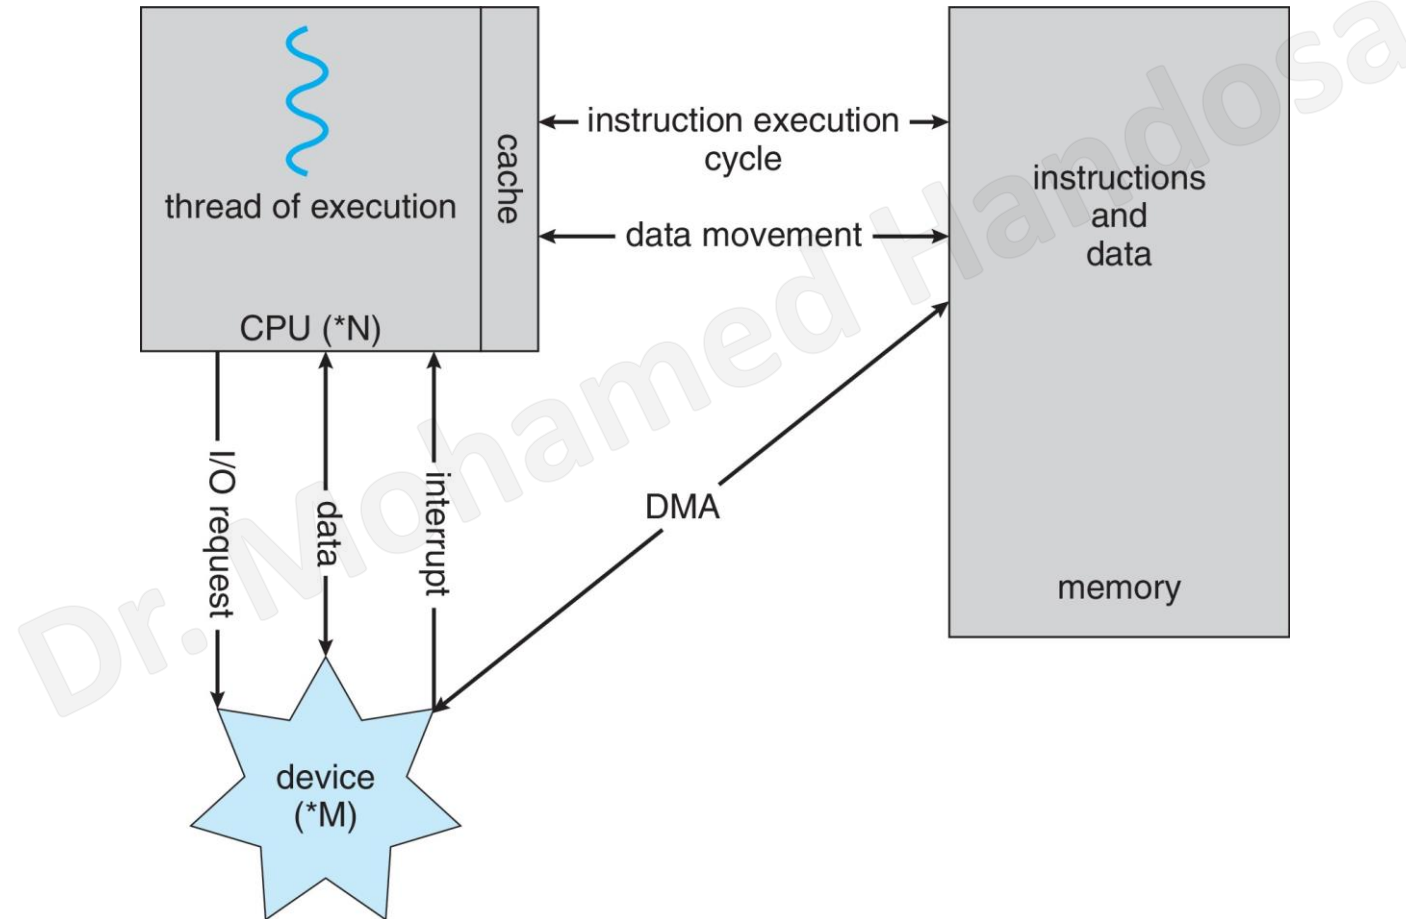 thread of execution
CPU (*N)
cache
instruction execution
cycle
data movement
instructions
and
data
memory
I/O request
data
interrupt
DMA
device
(*M)
Dr. Mohamed Handosa